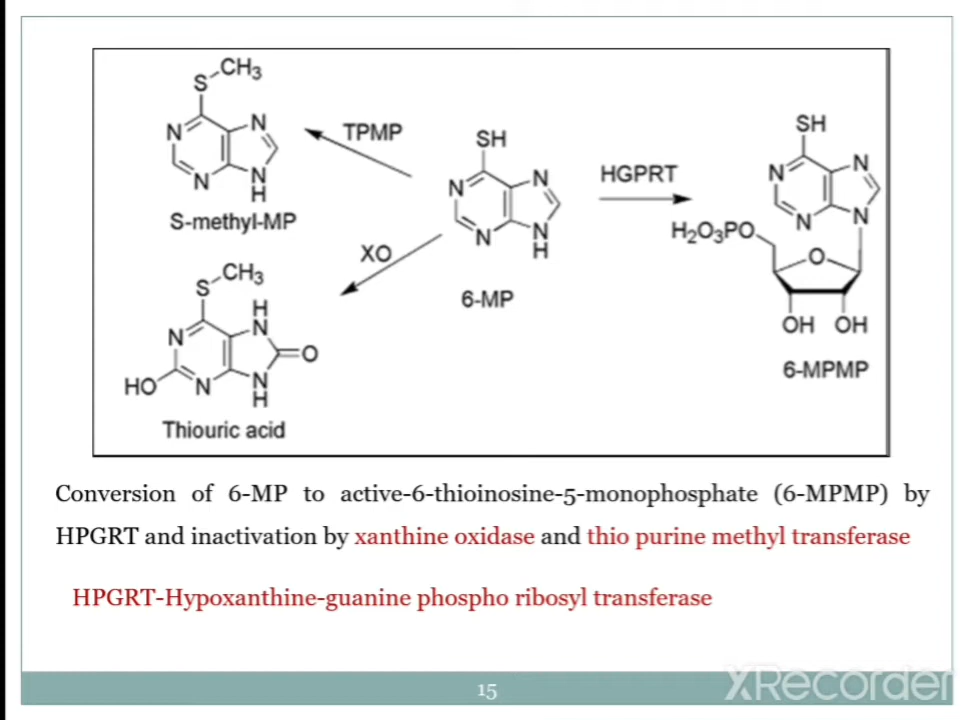 S
CH3
N
N
N
N
H
S-methyl-MP
TPMP
SH
N
N
N
N
H
6-MP
HGPRT
SH
N
N
N
N
H2O3PO
O
OH OH
6-MPMP
XO
S
CH3
H
N
N
O
HO
N
N
H
Thiouric acid
Conversion of 6-MP to active-6-thioinosine-5-monophosphate (6-MPMP) by
HPGRT and inactivation by xanthine oxidase and thio purine methyl transferase
HPGRT-Hypoxanthine-guanine phospho ribosyl transferase
15
XRecorder